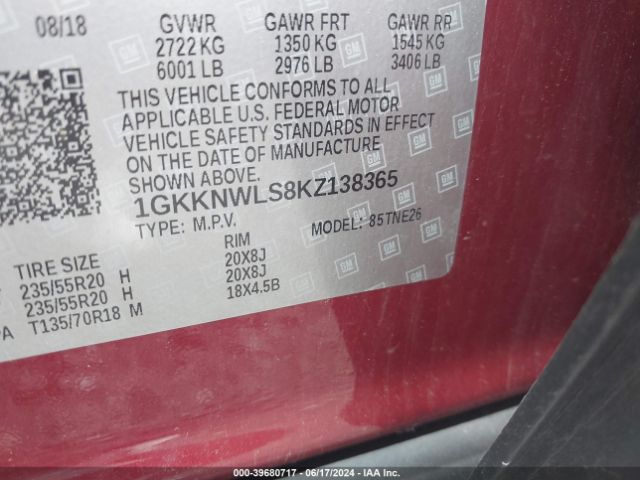 08/18 GVWR GAWR FRT GAWR RR
2722 KG 1350 KG 1545 KG
6001 LB 2976 LB 3406 LB
THIS VEHICLE CONFORMS TO ALL
APPLICABLE U.S. FEDERAL MOTOR
VEHICLE SAFETY STANDARDS IN EFFECT
ON THE DATE OF MANUFACTURE
SHOWN ABOVE.
1GKKNWLS8KZ138365
TYPE: M.P.V. MODEL: 85TNE26
TIRE SIZE RIM
235/55R20 H 20X8J
235/55R20 H 20X8J
PA T135/70R18 M 18X4.5B
GM
000-39680717 - 06/17/2024 - IAA Inc.